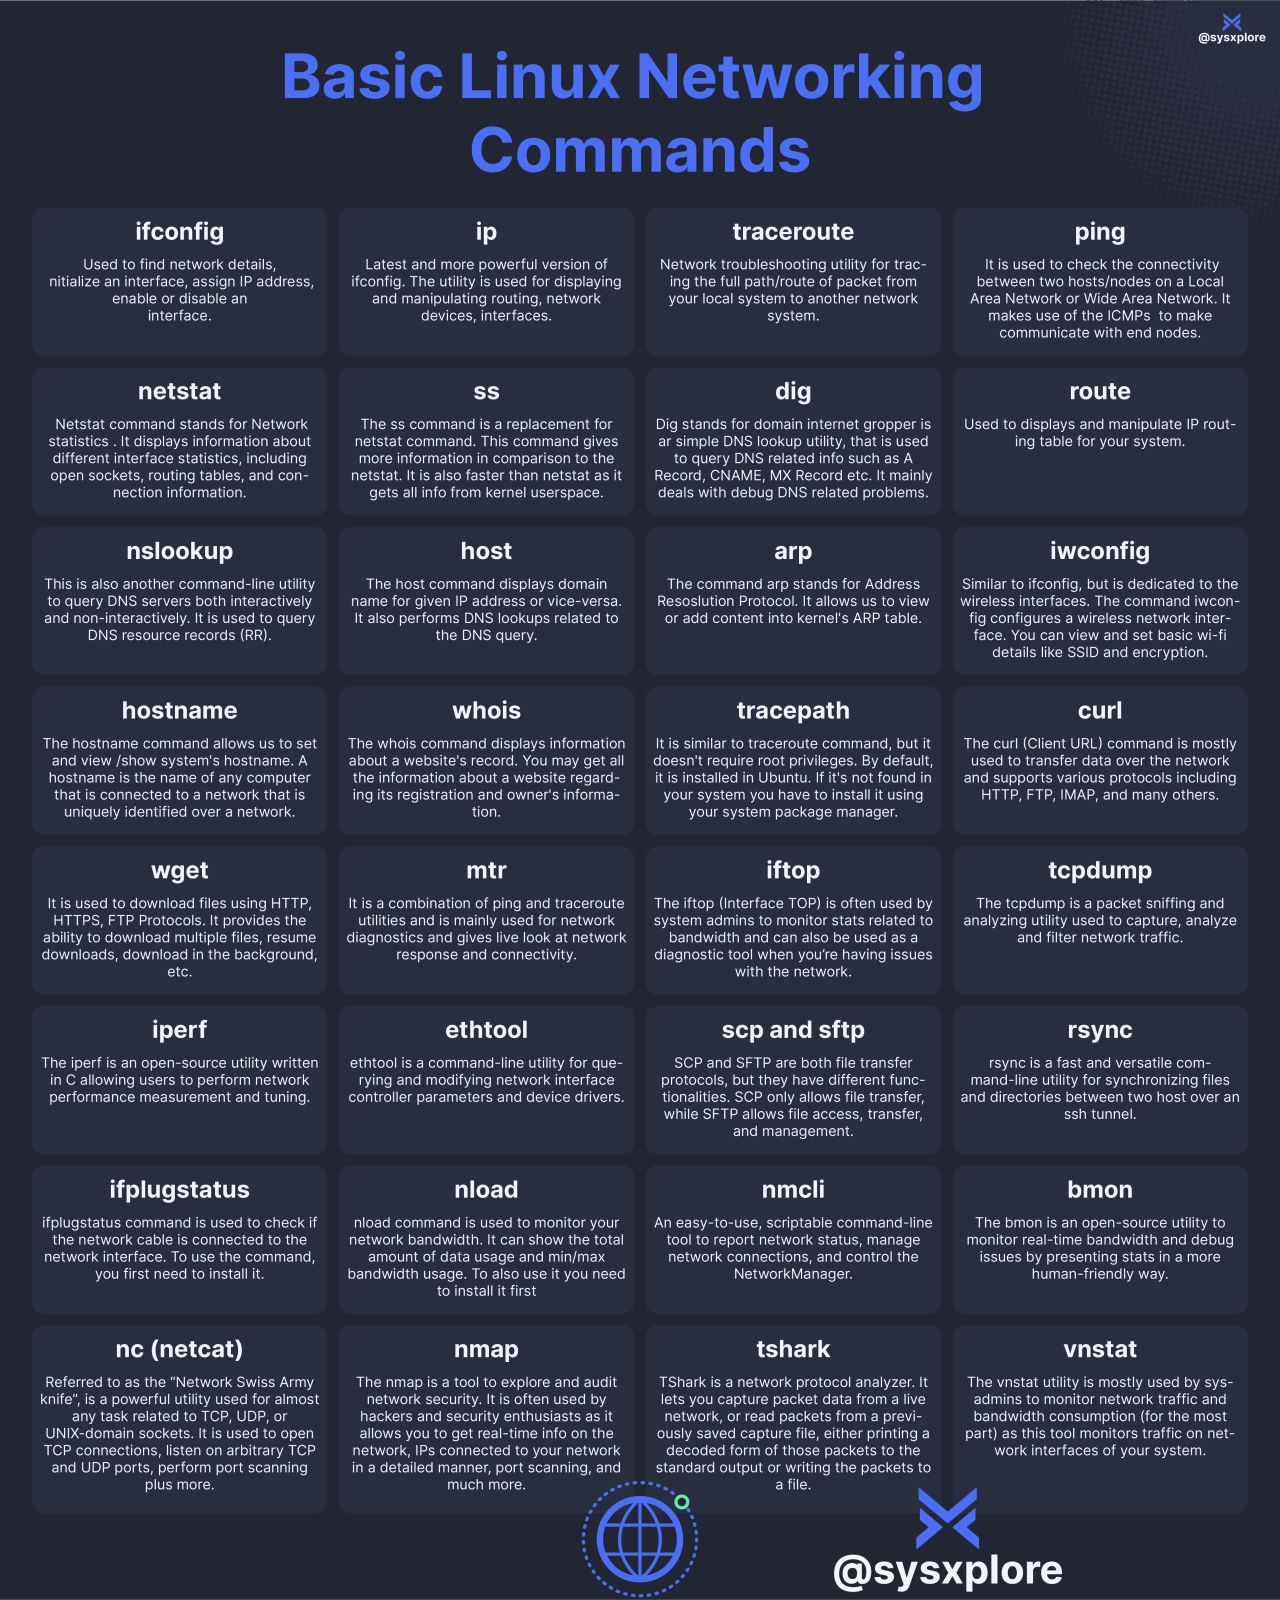 @sysxplore
Basic Linux Networking
Commands
ifconfig
Used to find network details,
nitialize an interface, assign IP address,
enable or disable an
interface.
ip
Latest and more powerful version of
ifconfig. The utility is used for displaying
and manipulating routing, network
devices, interfaces.
traceroute
Network troubleshooting utility for trac-
ing the full path/route of packet from
your local system to another network
system.
ping
It is used to check the connectivity
between two hosts/nodes on a Local
Area Network or Wide Area Network. It
makes use of the ICMPs  to make
communicate with end nodes.
netstat
Netstat command stands for Network
statistics . It displays information about
different interface statistics, including
open sockets, routing tables, and con-
nection information.
ss
The ss command is a replacement for
netstat command. This command gives
more information in comparison to the
netstat. It is also faster than netstat as it
gets all info from kernel userspace.
dig
Dig stands for domain internet gropper is
ar simple DNS lookup utility, that is used
to query DNS related info such as A
Record, CNAME, MX Record etc. It mainly
deals with debug DNS related problems.
route
Used to displays and manipulate IP rout-
ing table for your system.
nslookup
This is also another command-line utility
to query DNS servers both interactively
and non-interactively. It is used to query
DNS resource records (RR).
host
The host command displays domain
name for given IP address or vice-versa.
It also performs DNS lookups related to
the DNS query.
arp
The command arp stands for Address
Resoslution Protocol. It allows us to view
or add content into kernel's ARP table.
iwconfig
Similar to ifconfig, but is dedicated to the
wireless interfaces. The command iwcon-
fig configures a wireless network inter-
face. You can view and set basic wi-fi
details like SSID and encryption.
hostname
The hostname command allows us to set
and view /show system's hostname. A
hostname is the name of any computer
that is connected to a network that is
uniquely identified over a network.
whois
The whois command displays information
about a website's record. You may get all
the information about a website regard-
ing its registration and owner's informa-
tion.
tracepath
It is similar to traceroute command, but it
doesn't require root privileges. By default,
it is installed in Ubuntu. If it's not found in
your system you have to install it using
your system package manager.
curl
The curl (Client URL) command is mostly
used to transfer data over the network
and supports various protocols including
HTTP, FTP, IMAP, and many others.
wget
It is used to download files using HTTP,
HTTPS, FTP Protocols. It provides the
ability to download multiple files, resume
downloads, download in the background,
etc.
mtr
It is a combination of ping and traceroute
utilities and is mainly used for network
diagnostics and gives live look at network
response and connectivity.
iftop
The iftop (Interface TOP) is often used by
system admins to monitor stats related to
bandwidth and can also be used as a
diagnostic tool when you’re having issues
with the network.
tcpdump
The tcpdump is a packet sniffing and
analyzing utility used to capture, analyze
and filter network traffic.
iperf
The iperf is an open-source utility written
in C allowing users to perform network
performance measurement and tuning.
ethtool
ethtool is a command-line utility for que-
rying and modifying network interface
controller parameters and device drivers.
scp and sftp
SCP and SFTP are both file transfer
protocols, but they have different func-
tionalities. SCP only allows file transfer,
while SFTP allows file access, transfer,
and management.
rsync
rsync is a fast and versatile com-
mand-line utility for synchronizing files
and directories between two host over an
ssh tunnel.
ifplugstatus
ifplugstatus command is used to check if
the network cable is connected to the
network interface. To use the command,
you first need to install it.
nload
nload command is used to monitor your
network bandwidth. It can show the total
amount of data usage and min/max
bandwidth usage. To also use it you need
to install it first
nmcli
An easy-to-use, scriptable command-line
tool to report network status, manage
network connections, and control the
NetworkManager.
bmon
The bmon is an open-source utility to
monitor real-time bandwidth and debug
issues by presenting stats in a more
human-friendly way.
nc (netcat)
Referred to as the “Network Swiss Army
knife”, is a powerful utility used for almost
any task related to TCP, UDP, or
UNIX-domain sockets. It is used to open
TCP connections, listen on arbitrary TCP
and UDP ports, perform port scanning
plus more.
nmap
The nmap is a tool to explore and audit
network security. It is often used by
hackers and security enthusiasts as it
allows you to get real-time info on the
network, IPs connected to your network
in a detailed manner, port scanning, and
much more.
tshark
TShark is a network protocol analyzer. It
lets you capture packet data from a live
network, or read packets from a previ-
ously saved capture file, either printing a
decoded form of those packets to the
standard output or writing the packets to
a file.
vnstat
The vnstat utility is mostly used by sys-
admins to monitor network traffic and
bandwidth consumption (for the most
part) as this tool monitors traffic on net-
work interfaces of your system.
@sysxplore